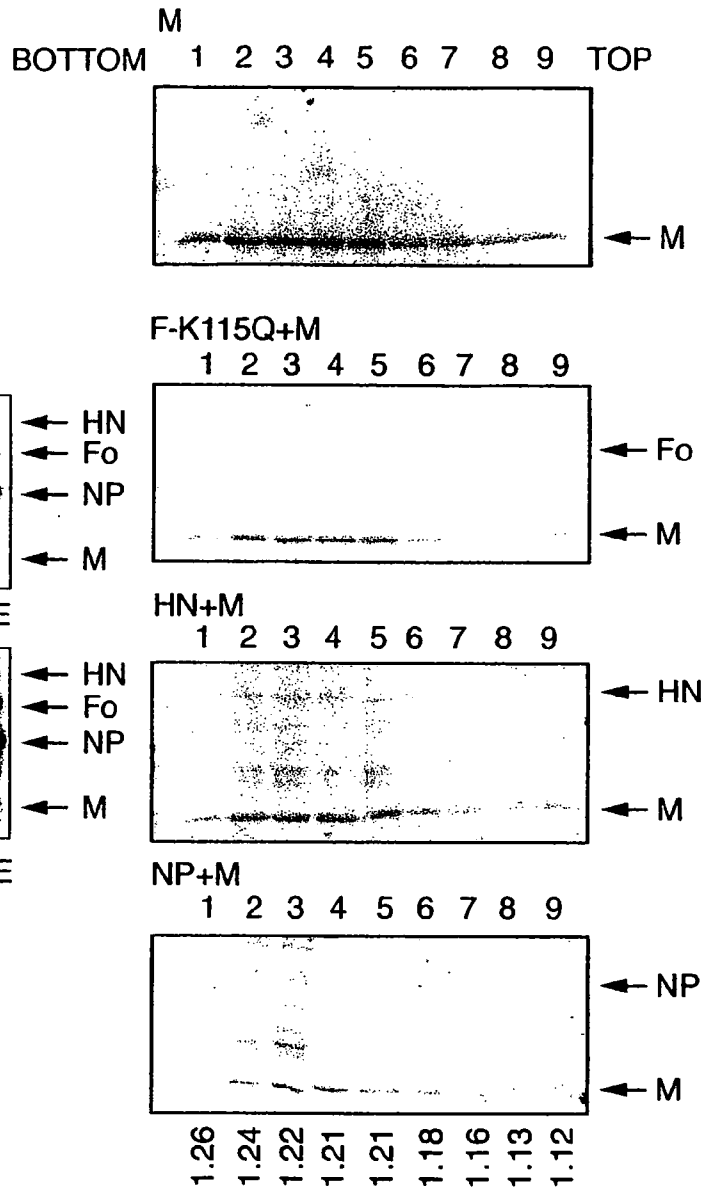 M
BOTTOM 1 2 3 4 5 6 7 8 9 TOP
M
F-K115Q+M
1 2 3 4 5 6 7 8 9
Fo
M
HN
Fo
NP
M
HN+M
1 2 3 4 5 6 7 8 9
HN
M
HN
Fo
NP
M
NP+M
1 2 3 4 5 6 7 8 9
NP
M
1.26 1.24 1.22 1.21 1.21 1.18 1.16 1.13 1.12